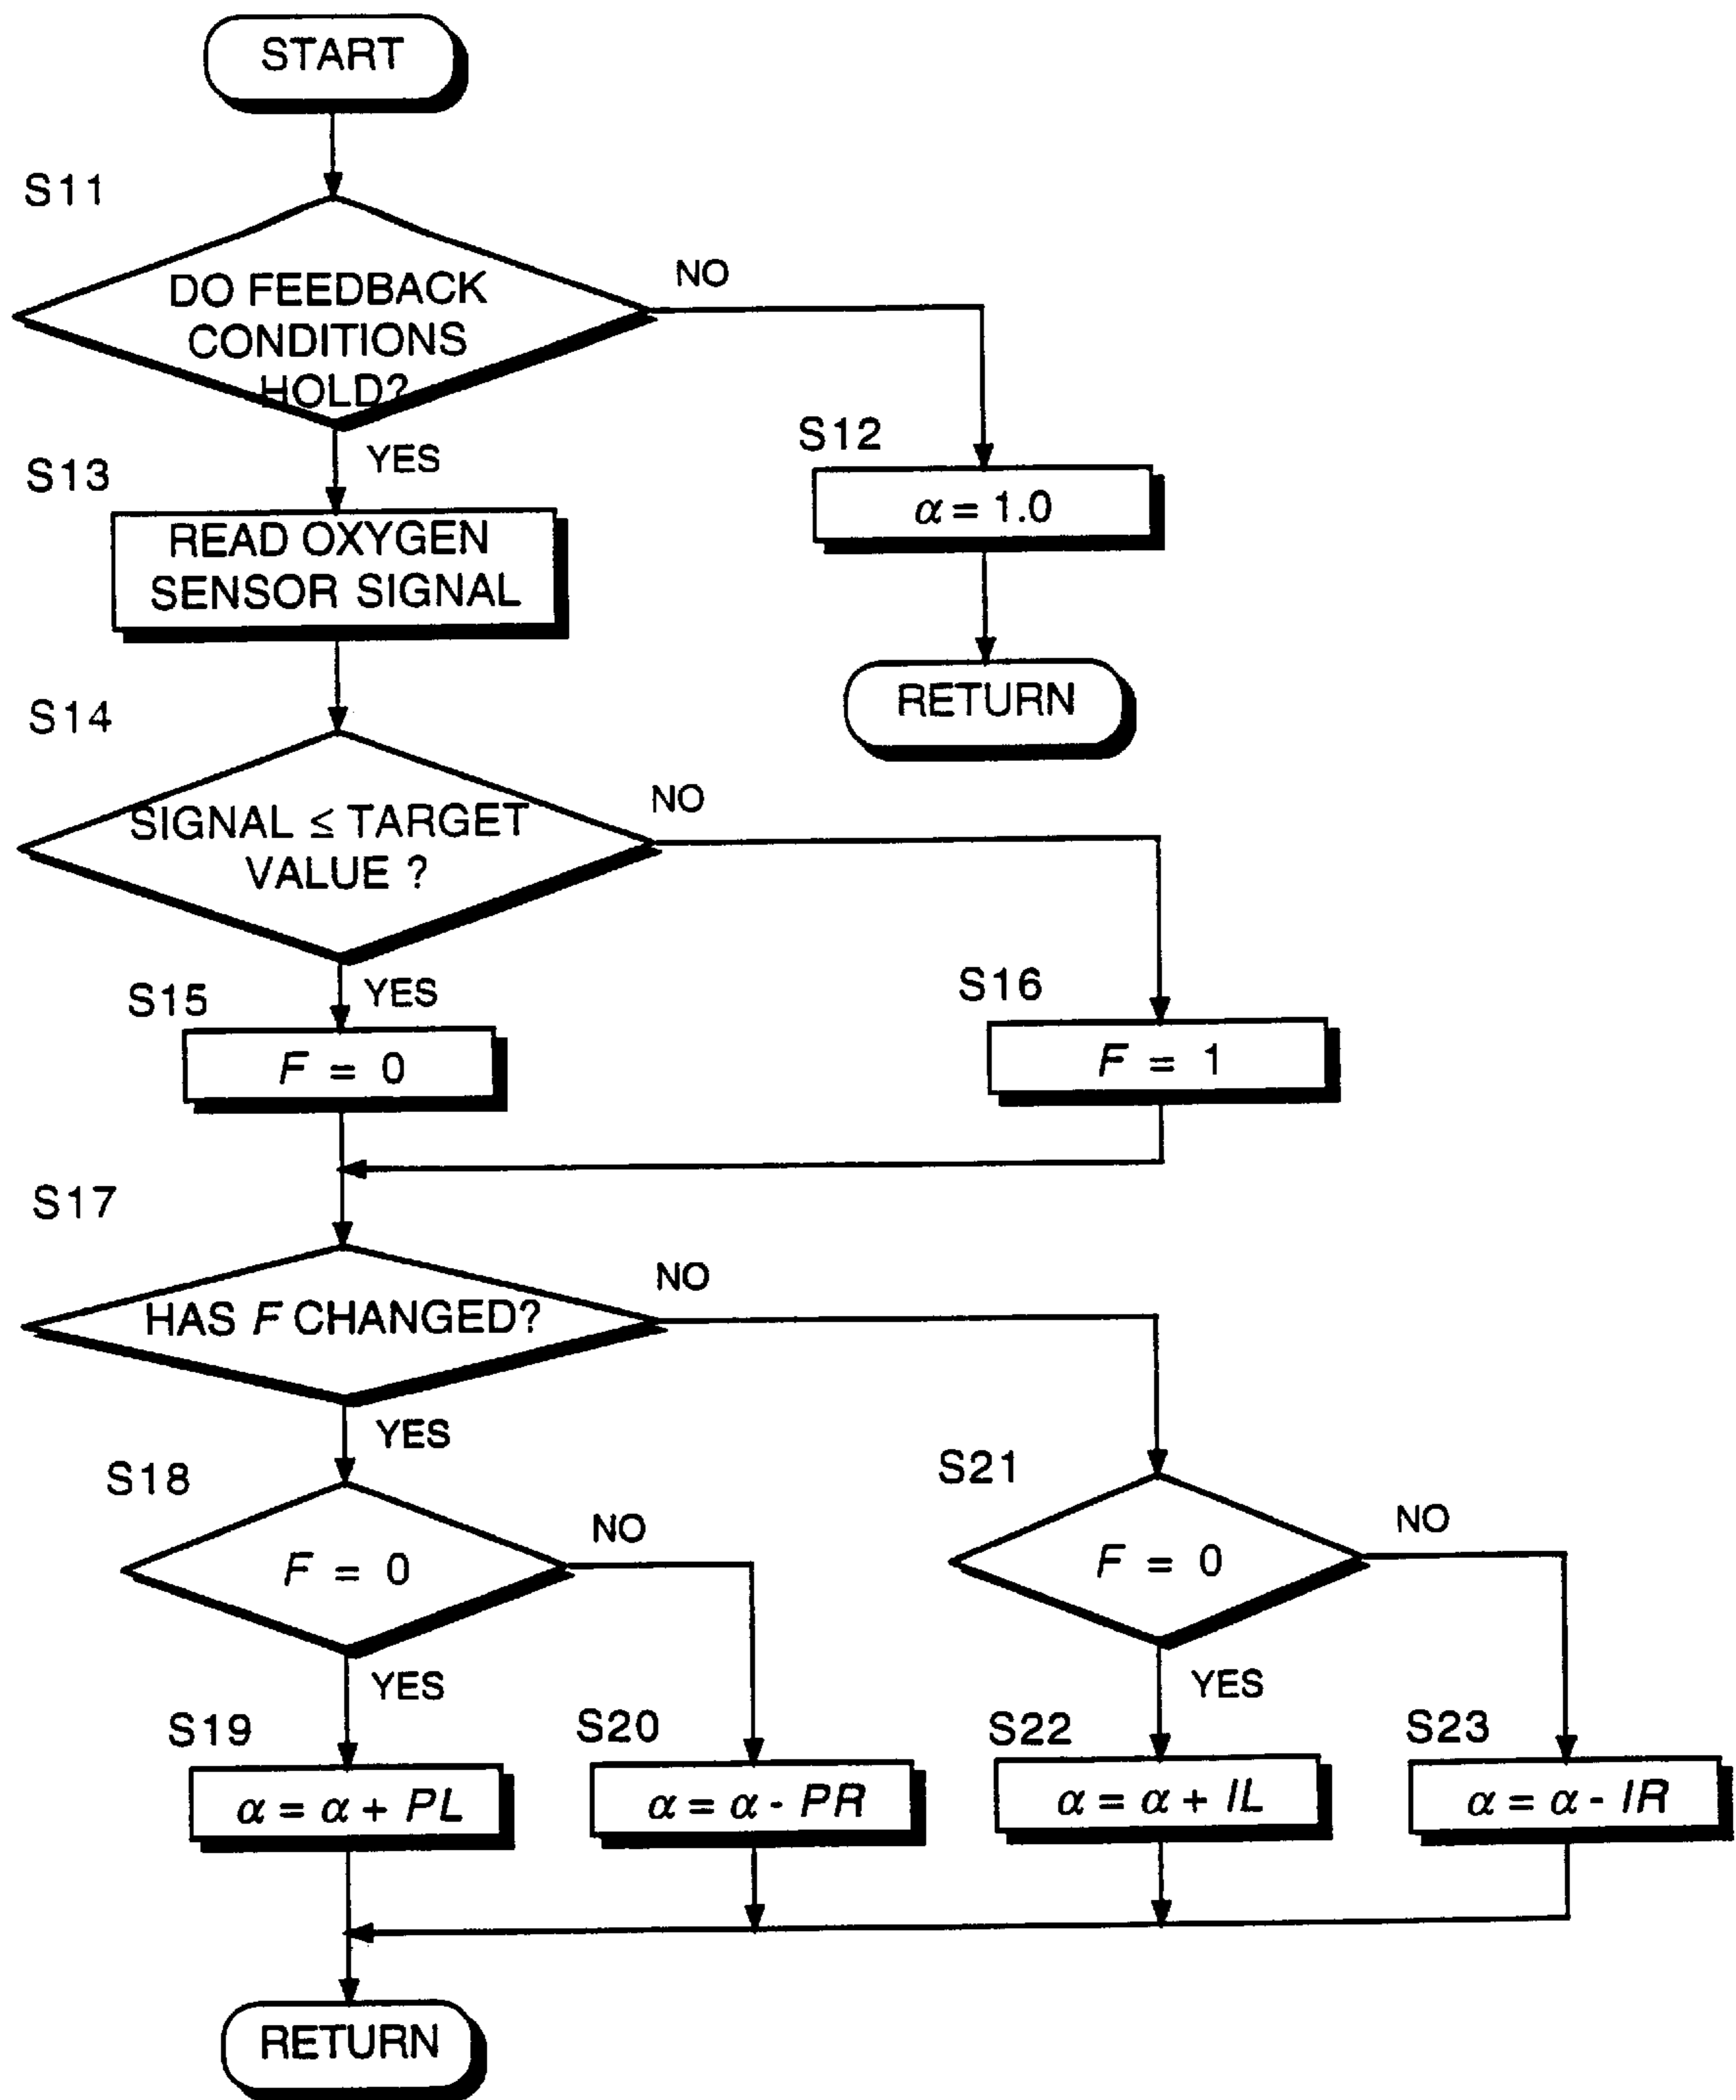 START
S11
DO FEEDBACK
CONDITIONS
HOLD?
NO
YES
S12
α = 1.0
RETURN
S13
READ OXYGEN
SENSOR SIGNAL
S14
SIGNAL ≤ TARGET
VALUE ?
NO
YES
S15
F = 0
S16
F = 1
S17
HAS F CHANGED?
NO
YES
S18
F = 0
NO
YES
S21
F = 0
NO
YES
S19
α = α + PL
S20
α = α - PR
S22
α = α + IL
S23
α = α - IR
RETURN